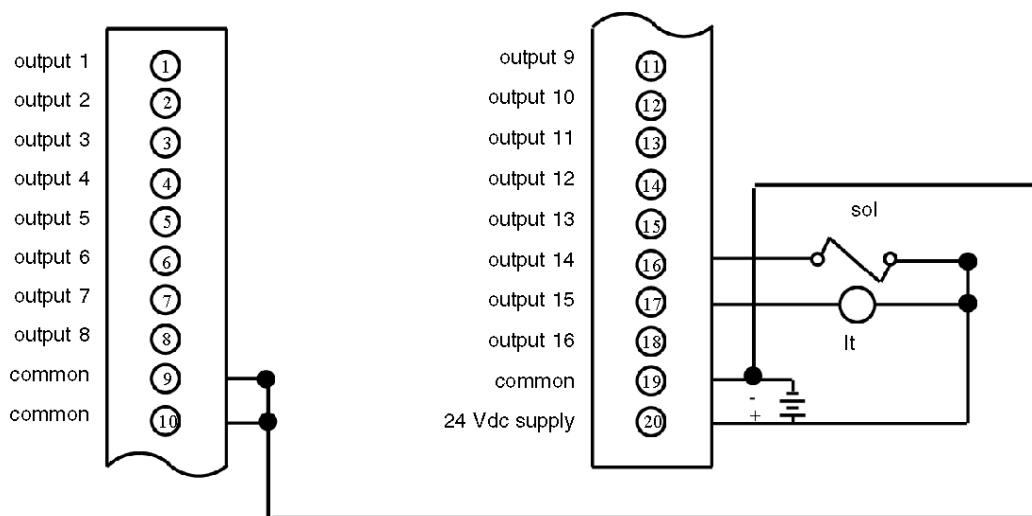 output 1 1
output 2 2
output 3 3
output 4 4
output 5 5
output 6 6
output 7 7
output 8 8
common 9
common 10
output 9 11
output 10 12
output 11 13
output 12 14
output 13 15
output 14 16
output 15 17
output 16 18
common 19
24 Vdc supply 20
sol
lt
-
+